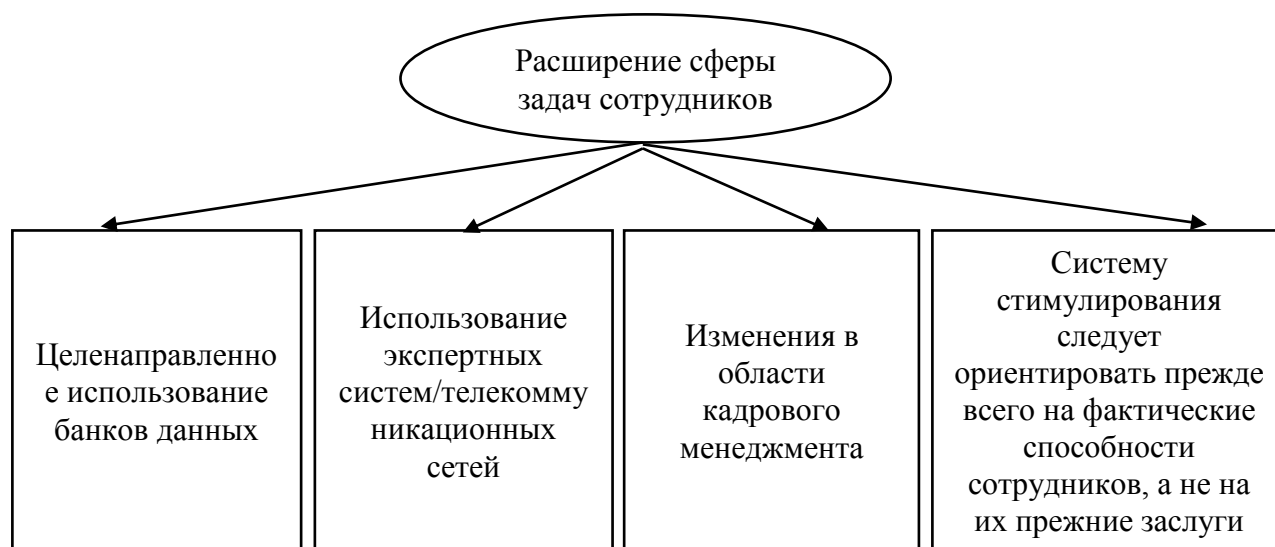 Расширение сферы
задач сотрудников
Целенаправленно
е использование
банков данных
Использование
экспертных
систем/телекомму
никационных
сетей
Изменения в
области
кадрового
менеджмента
Систему
стимулирования
следует
ориентировать прежде
всего на фактические
способности
сотрудников, а не на
их прежние заслуги